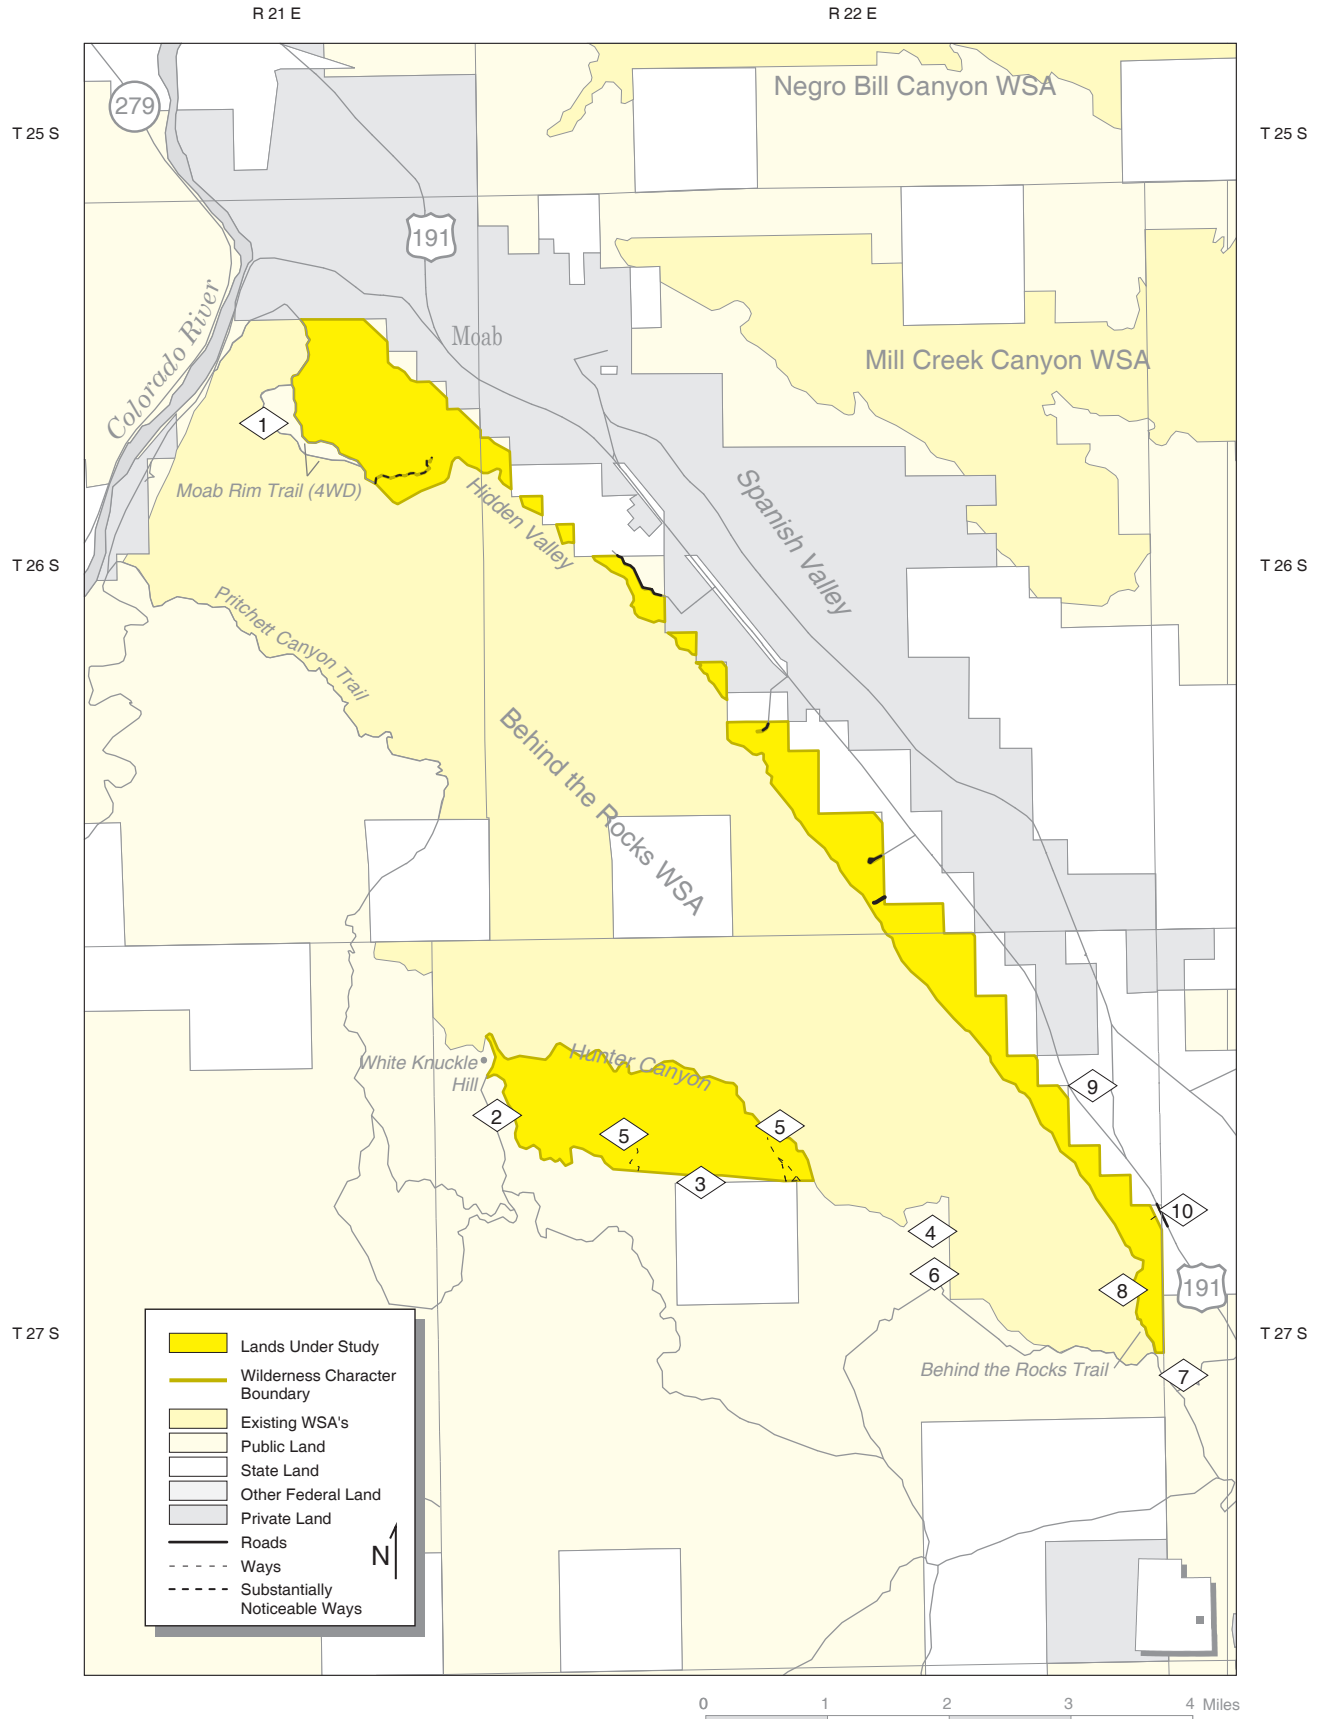 R 21 E
R 22 E
Negro Bill Canyon WSA
279
T 25 S
T 25 S
191
Colorado River
Moab
Mill Creek Canyon WSA
1
Moab Rim Trail (4WD)
Hidden Valley
Spanish Valley
T 26 S
T 26 S
Pritchett Canyon Trail
Behind the Rocks WSA
White Knuckle
Hill
Hunter Canyon
9
2
5
5
3
10
4
6
8
191
T 27 S
T 27 S
Behind the Rocks Trail
7
Lands Under Study
Wilderness Character
Boundary
Existing WSA's
Public Land
State Land
Other Federal Land
Private Land
Roads
Ways
Substantially
Noticeable Ways
N
0 1 2 3 4 Miles